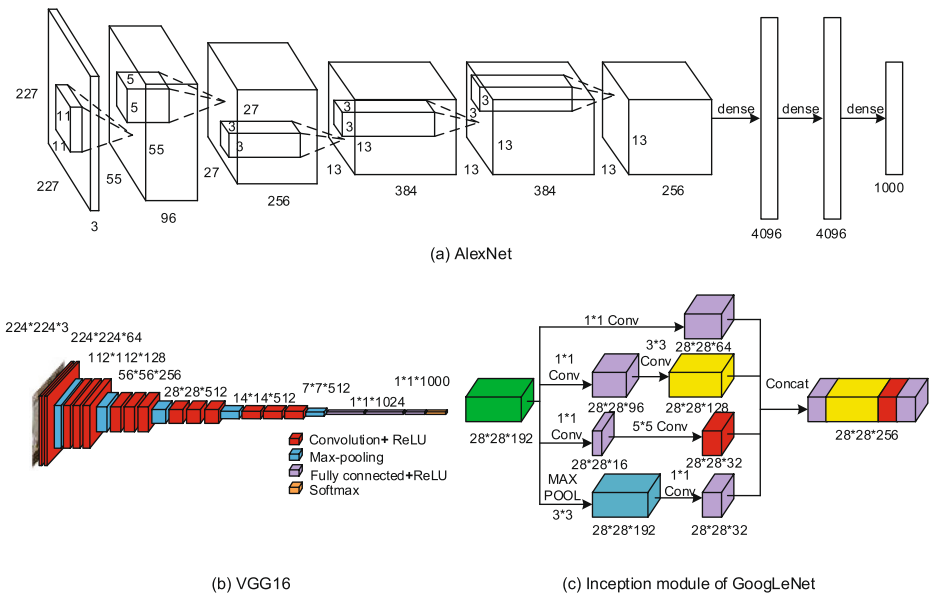 227
11
11
227
3
5
5
55
55
96
27
3
3
27
256
3
3
13
13
384
3
3
13
13
384
13
13
256
dense
dense
dense
4096
4096
1000
(a) AlexNet
224*224*3
224*224*64
112*112*128
56*56*256
28*28*512
14*14*512
7*7*512
1*1*1024
1*1*1000
Convolution+ ReLU
Max-pooling
Fully connected+ReLU
Softmax
(b) VGG16
28*28*192
1*1 Conv
28*28*64
1*1
Conv
28*28*96
3*3
Conv
28*28*128
1*1
Conv
28*28*16
5*5 Conv
28*28*32
MAX
POOL
3*3
28*28*192
1*1
Conv
28*28*32
Concat
28*28*256
(c) Inception module of GoogLeNet